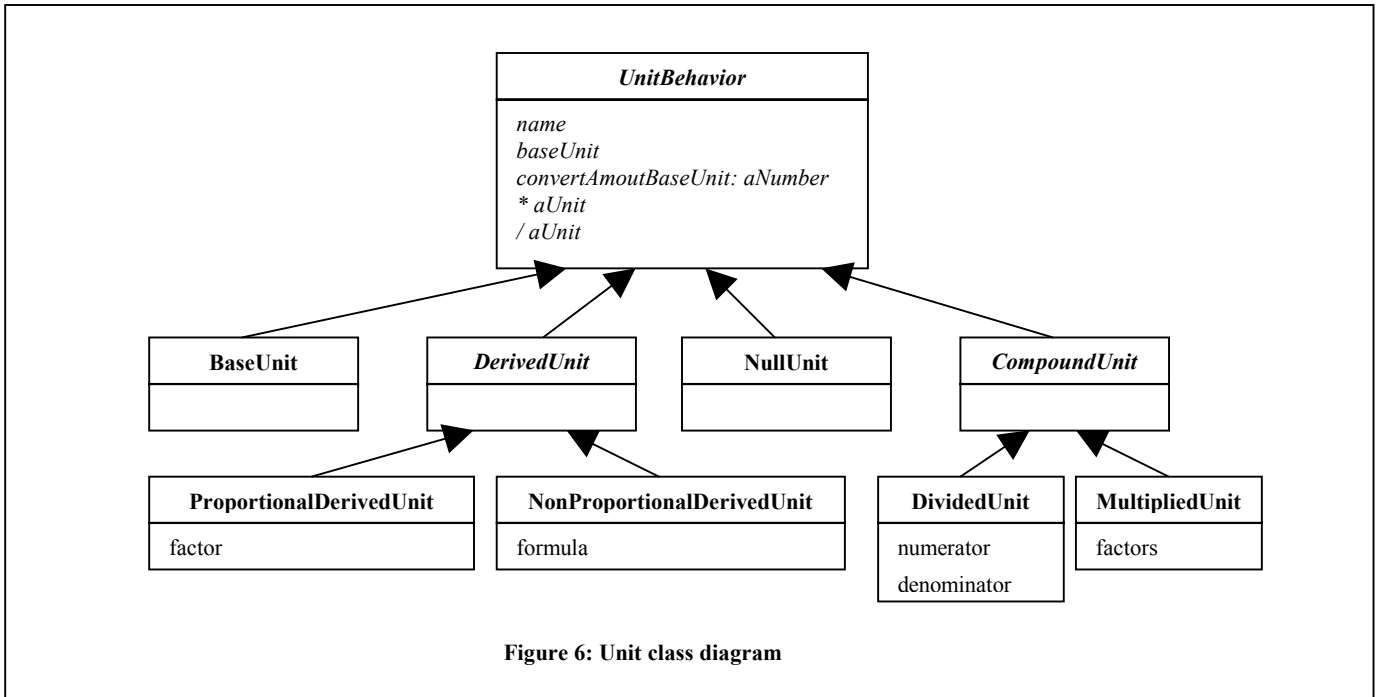 UnitBehavior
name
baseUnit
convertAmoutBaseUnit: aNumber
* aUnit
/ aUnit
BaseUnit
DerivedUnit
NullUnit
CompoundUnit
ProportionalDerivedUnit
factor
NonProportionalDerivedUnit
formula
DividedUnit
numerator
denominator
MultipliedUnit
factors
Figure 6: Unit class diagram